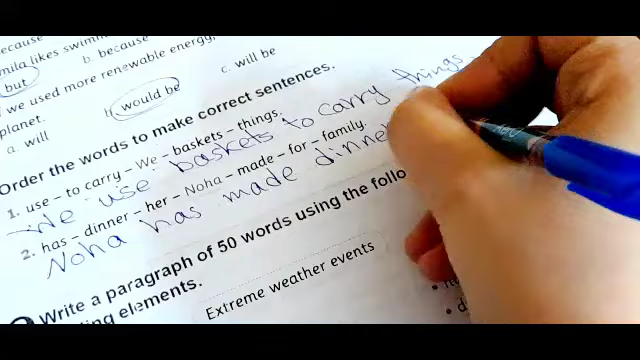 because
mila likes swimm
but b. because
f we used more renewable energy,
planet.
a. will b. would be c. will be
Order the words to make correct sentences.
1. use – to carry – We – baskets – things.
We use baskets to carry things
2. has – dinner – her – Noha – made – for – family.
Noha has made dinner
Write a paragraph of 50 words using the follo
ding elements.
Extreme weather events